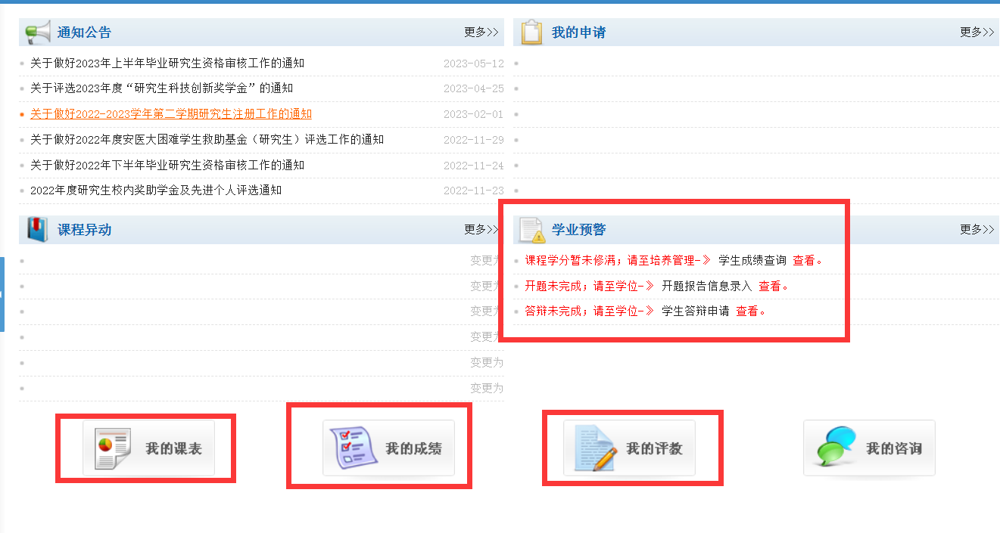 通知公告 更多>>
关于做好2023年上半年毕业研究生资格审核工作的通知 2023-05-12
关于评选2023年度“研究生科技创新奖学金”的通知 2023-04-25
关于做好2022-2023学年第二学期研究生注册工作的通知 2023-02-01
关于做好2022年度安医大困难学生救助基金（研究生）评选工作的通知 2022-11-29
关于做好2022年下半年毕业研究生资格审核工作的通知 2022-11-24
2022年度研究生校内奖助学金及先进个人评选通知 2022-11-23
我的申请 更多>>
课程异动 更多>>
变更为
变更为
变更为
变更为
变更为
变更为
学业预警 更多>>
课程学分暂未修满；请至培养管理-》 学生成绩查询 查看。
开题未完成；请至学位-》 开题报告信息录入 查看。
答辩未完成；请至学位-》 学生答辩申请 查看。
我的课表
我的成绩
我的评教
我的咨询